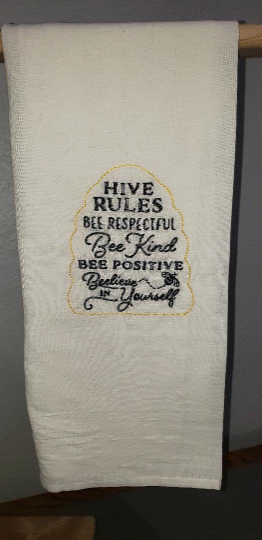 HIVE
RULES
BEE RESPECTFUL
Bee Kind
BEE POSITIVE
Beelieve
IN Yourself